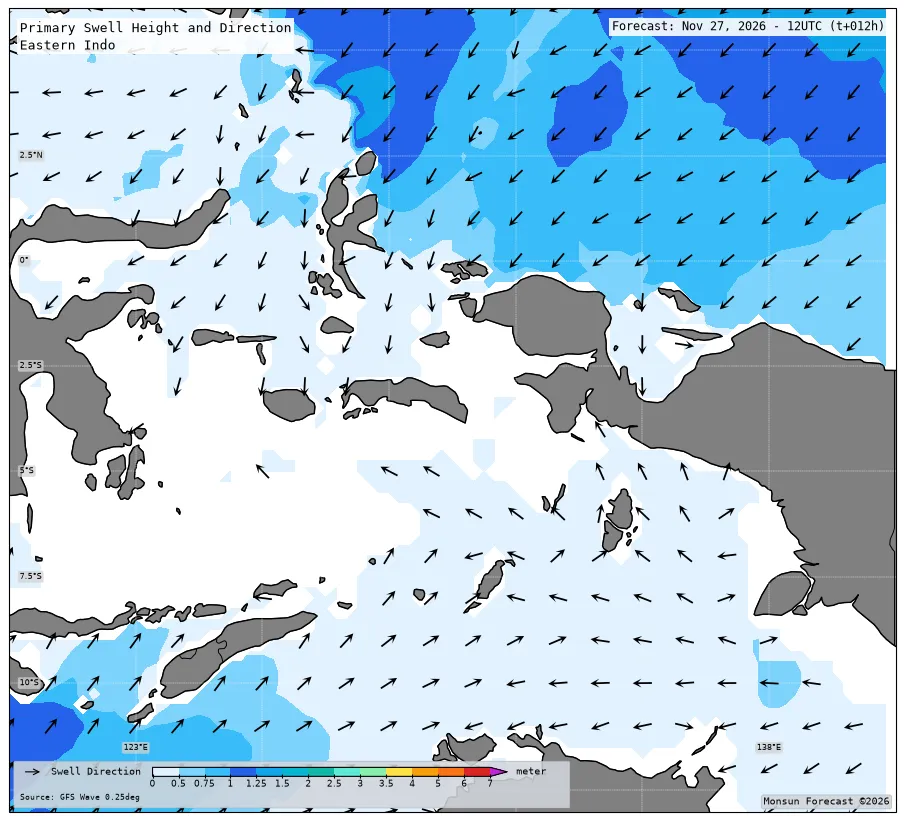 Primary Swell Height and Direction
Eastern Indo
Forecast: Nov 27, 2026 - 12UTC (t+012h)
2.5°N
0°
2.5°S
5°S
7.5°S
10°S
123°E
138°E
Swell Direction
0 0.5 0.75 1 1.25 1.5 2 2.5 3 3.5 4 5 6 7
meter
Source: GFS Wave 0.25deg
Monsun Forecast ©2026